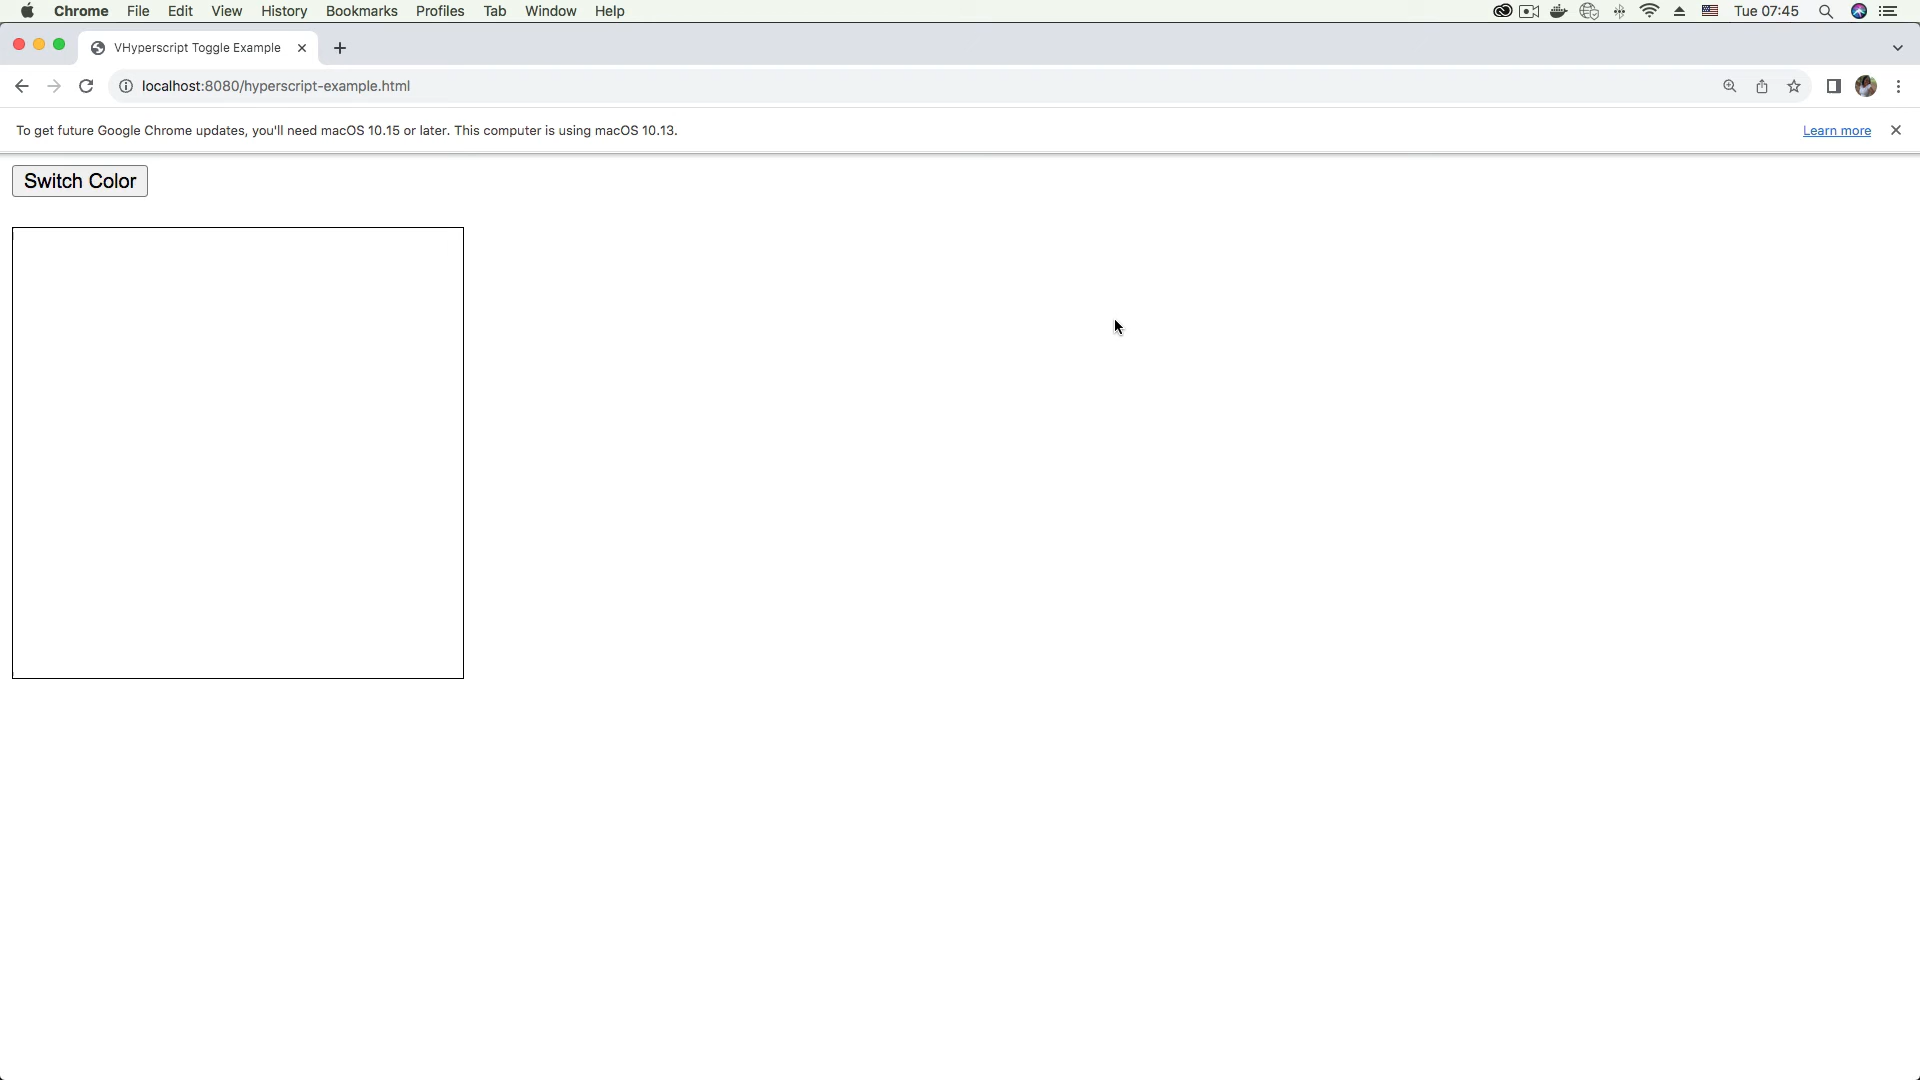 Chrome File Edit View History Bookmarks Profiles Tab Window Help Tue 07:45
VHyperscript Toggle Example
localhost:8080/hyperscript-example.html
To get future Google Chrome updates, you'll need macOS 10.15 or later. This computer is using macOS 10.13. Learn more
Switch Color